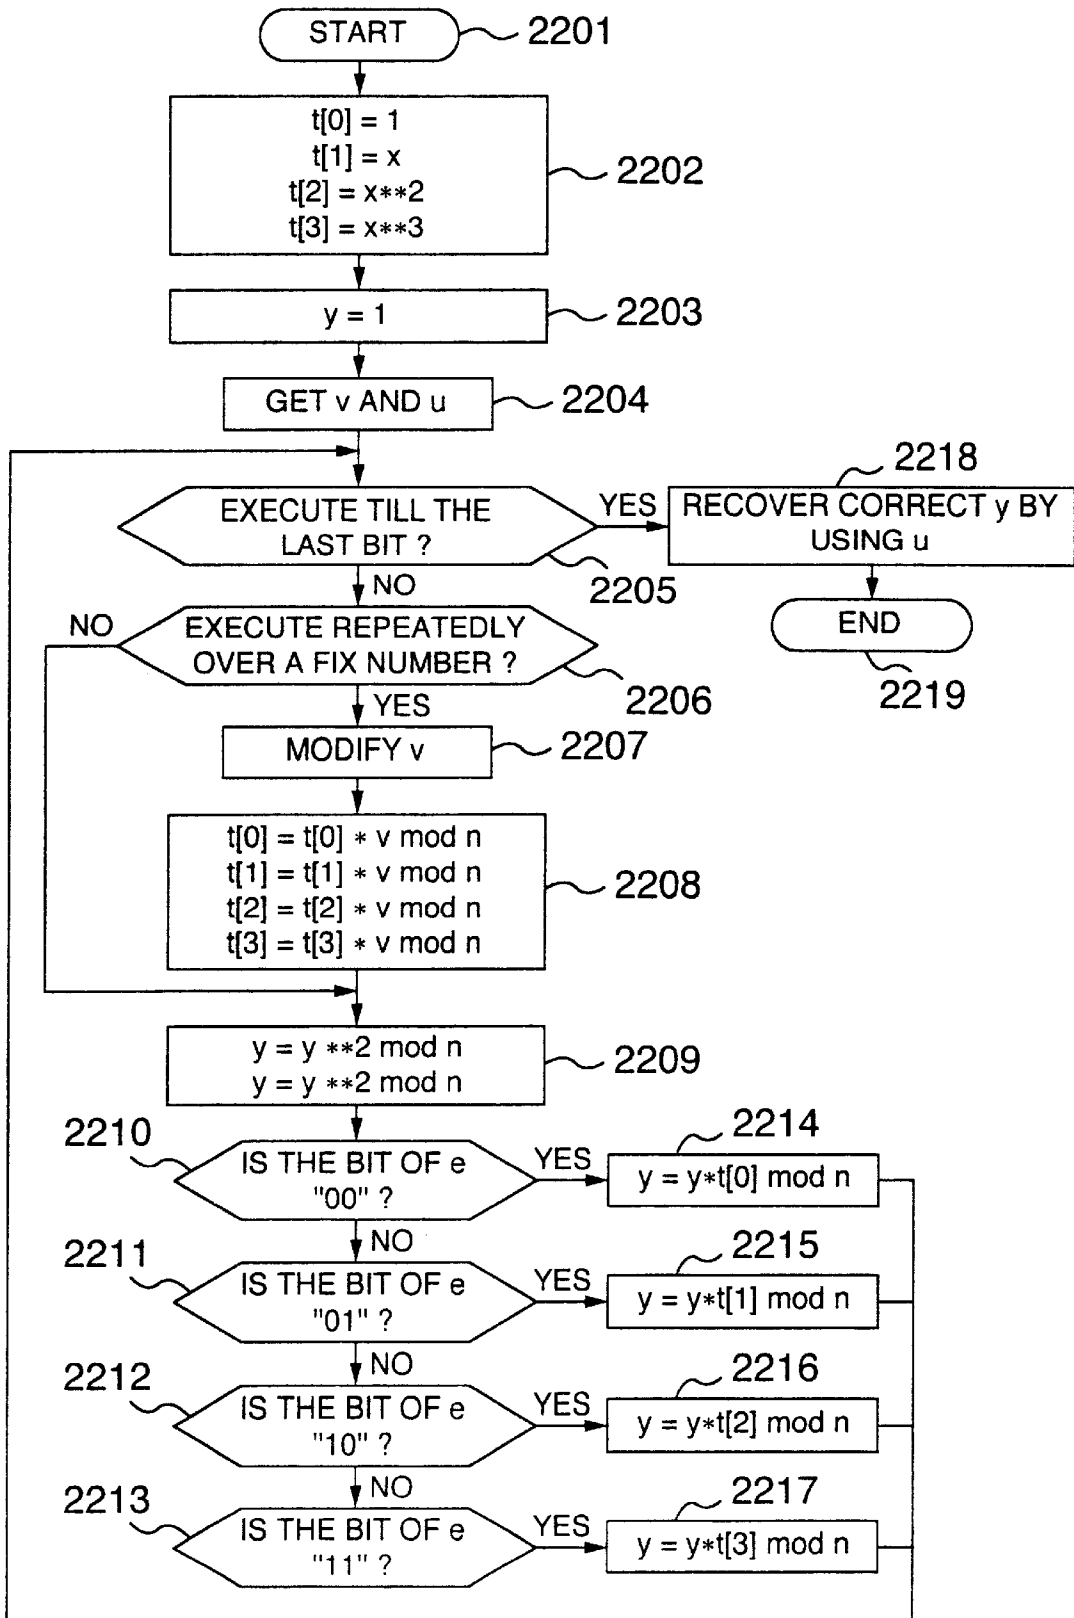 START
2201
t[0] = 1
t[1] = x
t[2] = x**2
t[3] = x**3
2202
y = 1
2203
GET v AND u
2204
EXECUTE TILL THE
LAST BIT ?
2205
YES
2218
RECOVER CORRECT y BY
USING u
END
2219
NO
NO
EXECUTE REPEATEDLY
OVER A FIX NUMBER ?
2206
YES
MODIFY v
2207
t[0] = t[0] * v mod n
t[1] = t[1] * v mod n
t[2] = t[2] * v mod n
t[3] = t[3] * v mod n
2208
y = y **2 mod n
y = y **2 mod n
2209
2210
IS THE BIT OF e
"00" ?
YES
2214
y = y*t[0] mod n
NO
2211
IS THE BIT OF e
"01" ?
YES
2215
y = y*t[1] mod n
NO
2212
IS THE BIT OF e
"10" ?
YES
2216
y = y*t[2] mod n
NO
2213
IS THE BIT OF e
"11" ?
YES
2217
y = y*t[3] mod n